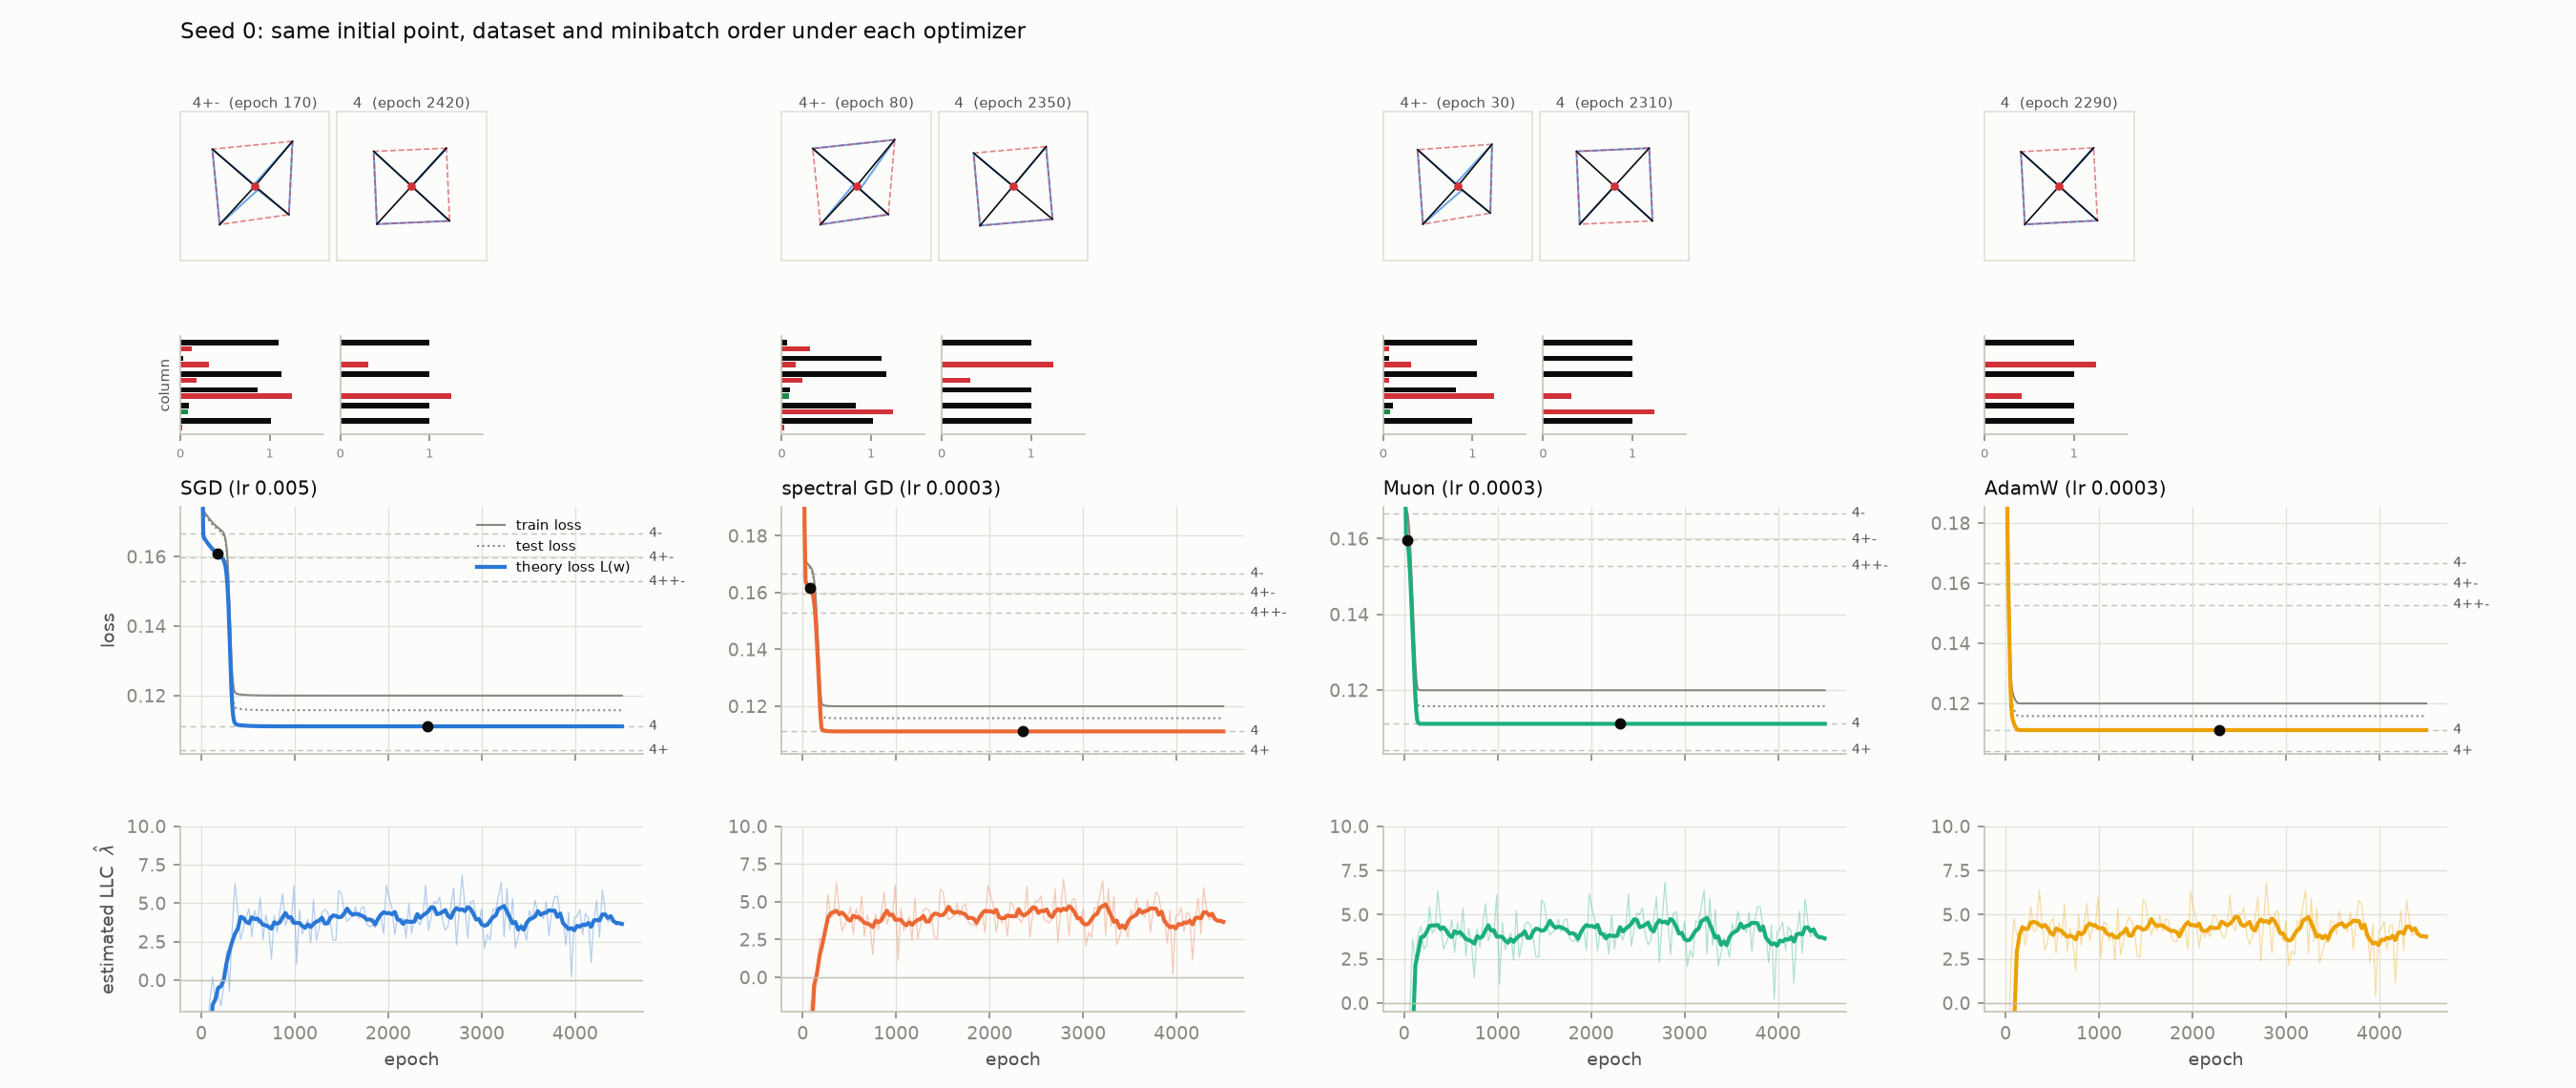 Seed 0: same initial point, dataset and minibatch order under each optimizer
4+-  (epoch 170)
4  (epoch 2420)
4+-  (epoch 80)
4  (epoch 2350)
4+-  (epoch 30)
4  (epoch 2310)
4  (epoch 2290)
column
0 1
0 1
0 1
0 1
0 1
0 1
0 1
SGD (lr 0.005)
loss
0.16
0.14
0.12
train loss
test loss
theory loss L(w)
4-
4+-
4++-
4
4+
spectral GD (lr 0.0003)
0.18
0.16
0.14
0.12
4-
4+-
4++-
4
4+
Muon (lr 0.0003)
0.16
0.14
0.12
4-
4+-
4++-
4
4+
AdamW (lr 0.0003)
0.18
0.16
0.14
0.12
4-
4+-
4++-
4
4+
estimated LLC λ̂
10.0
7.5
5.0
2.5
0.0
0 1000 2000 3000 4000
epoch
10.0
7.5
5.0
2.5
0.0
0 1000 2000 3000 4000
epoch
10.0
7.5
5.0
2.5
0.0
0 1000 2000 3000 4000
epoch
10.0
7.5
5.0
2.5
0.0
0 1000 2000 3000 4000
epoch